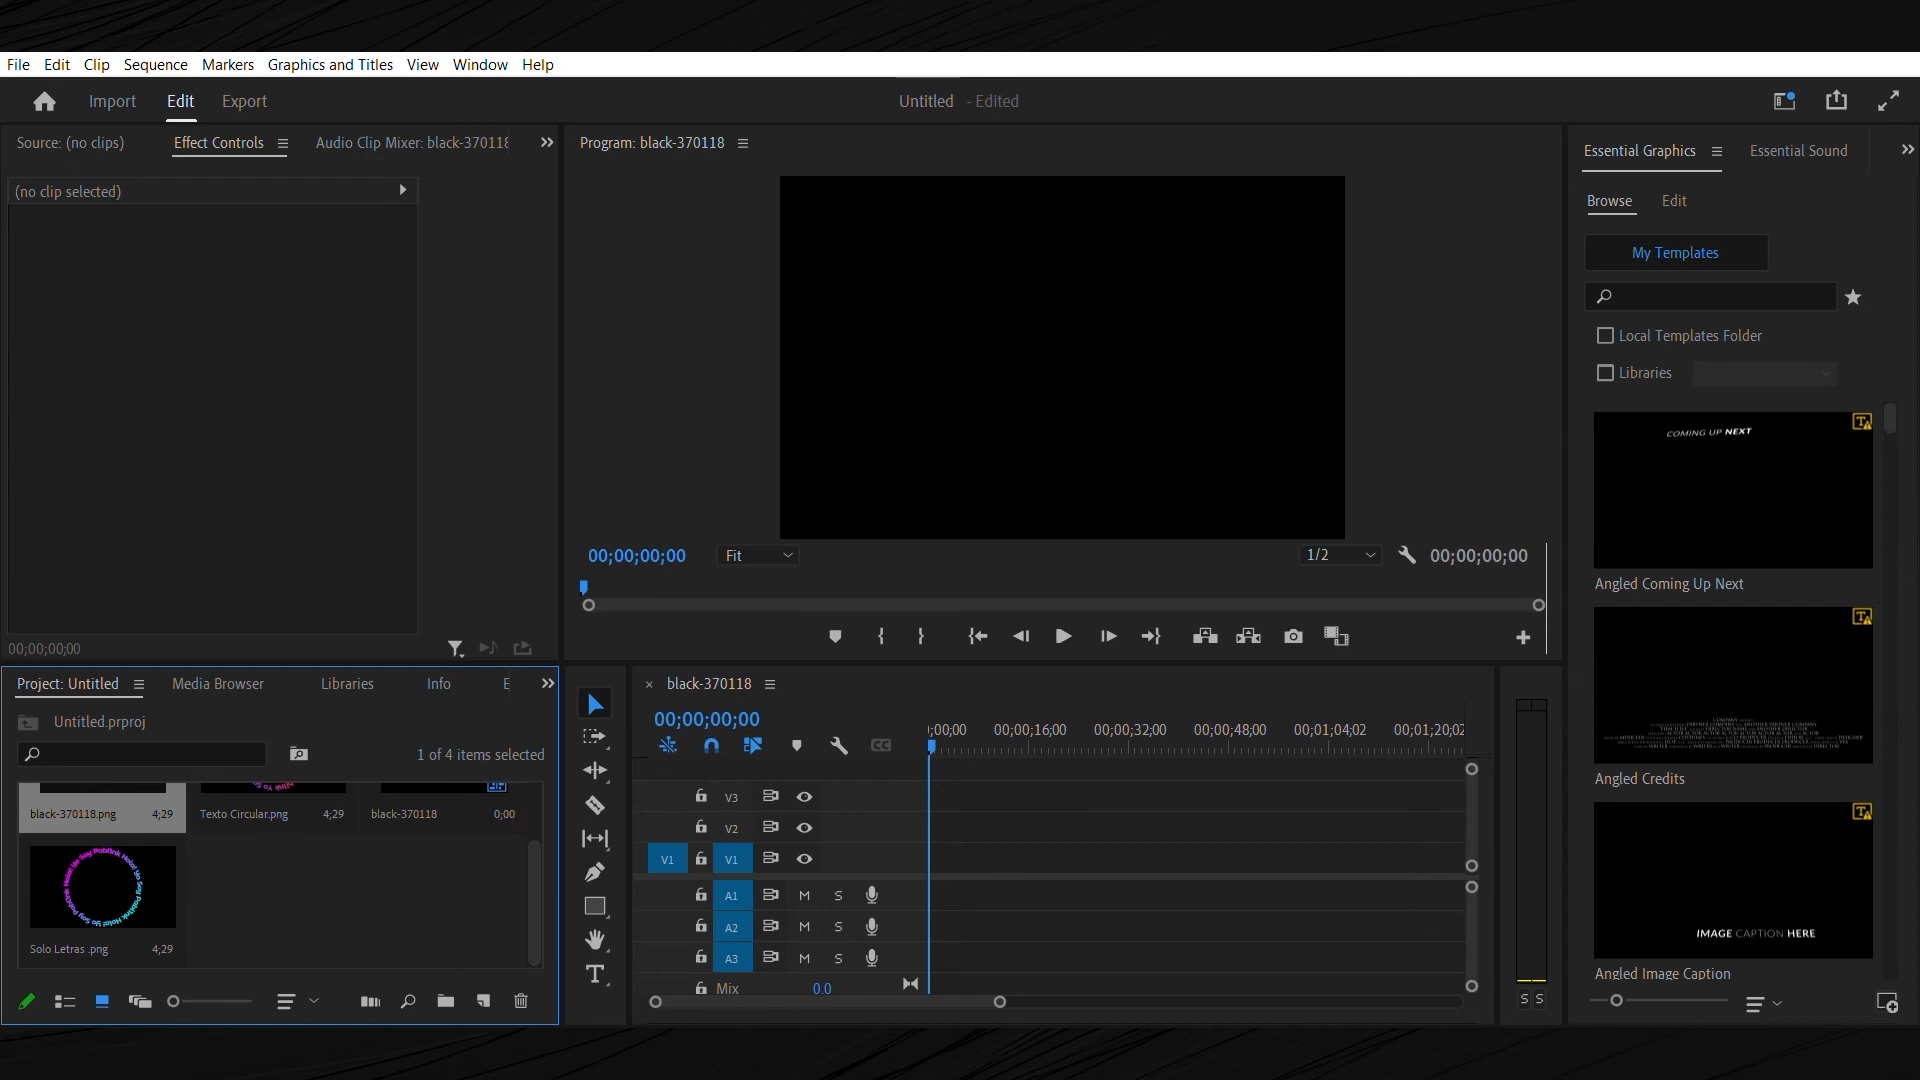 File Edit Clip Sequence Markers Graphics and Titles View Window Help
Import Edit Export Untitled - Edited
Source: (no clips) Effect Controls Audio Clip Mixer: black-370118
Program: black-370118
Essential Graphics Essential Sound
Browse Edit
(no clip selected)
My Templates
Local Templates Folder
Libraries
COMING UP NEXT
Angled Coming Up Next
00;00;00;00 Fit 1/2 00;00;00;00
00;00;00;00
Angled Credits
IMAGE CAPTION HERE
Angled Image Caption
Project: Untitled Media Browser Libraries Info E
Untitled.prproj
1 of 4 items selected
black-370118.png 4;29 Texto Circular.png 4;29 black-370118 0;00
Solo Letras .png 4;29
black-370118
00;00;00;00
;00;00 00;00;16;00 00;00;32;00 00;00;48;00 00;01;04;02 00;01;20;02
V3
V2
V1 V1
A1 M S
A2 M S
A3 M S
Mix 0.0
S S